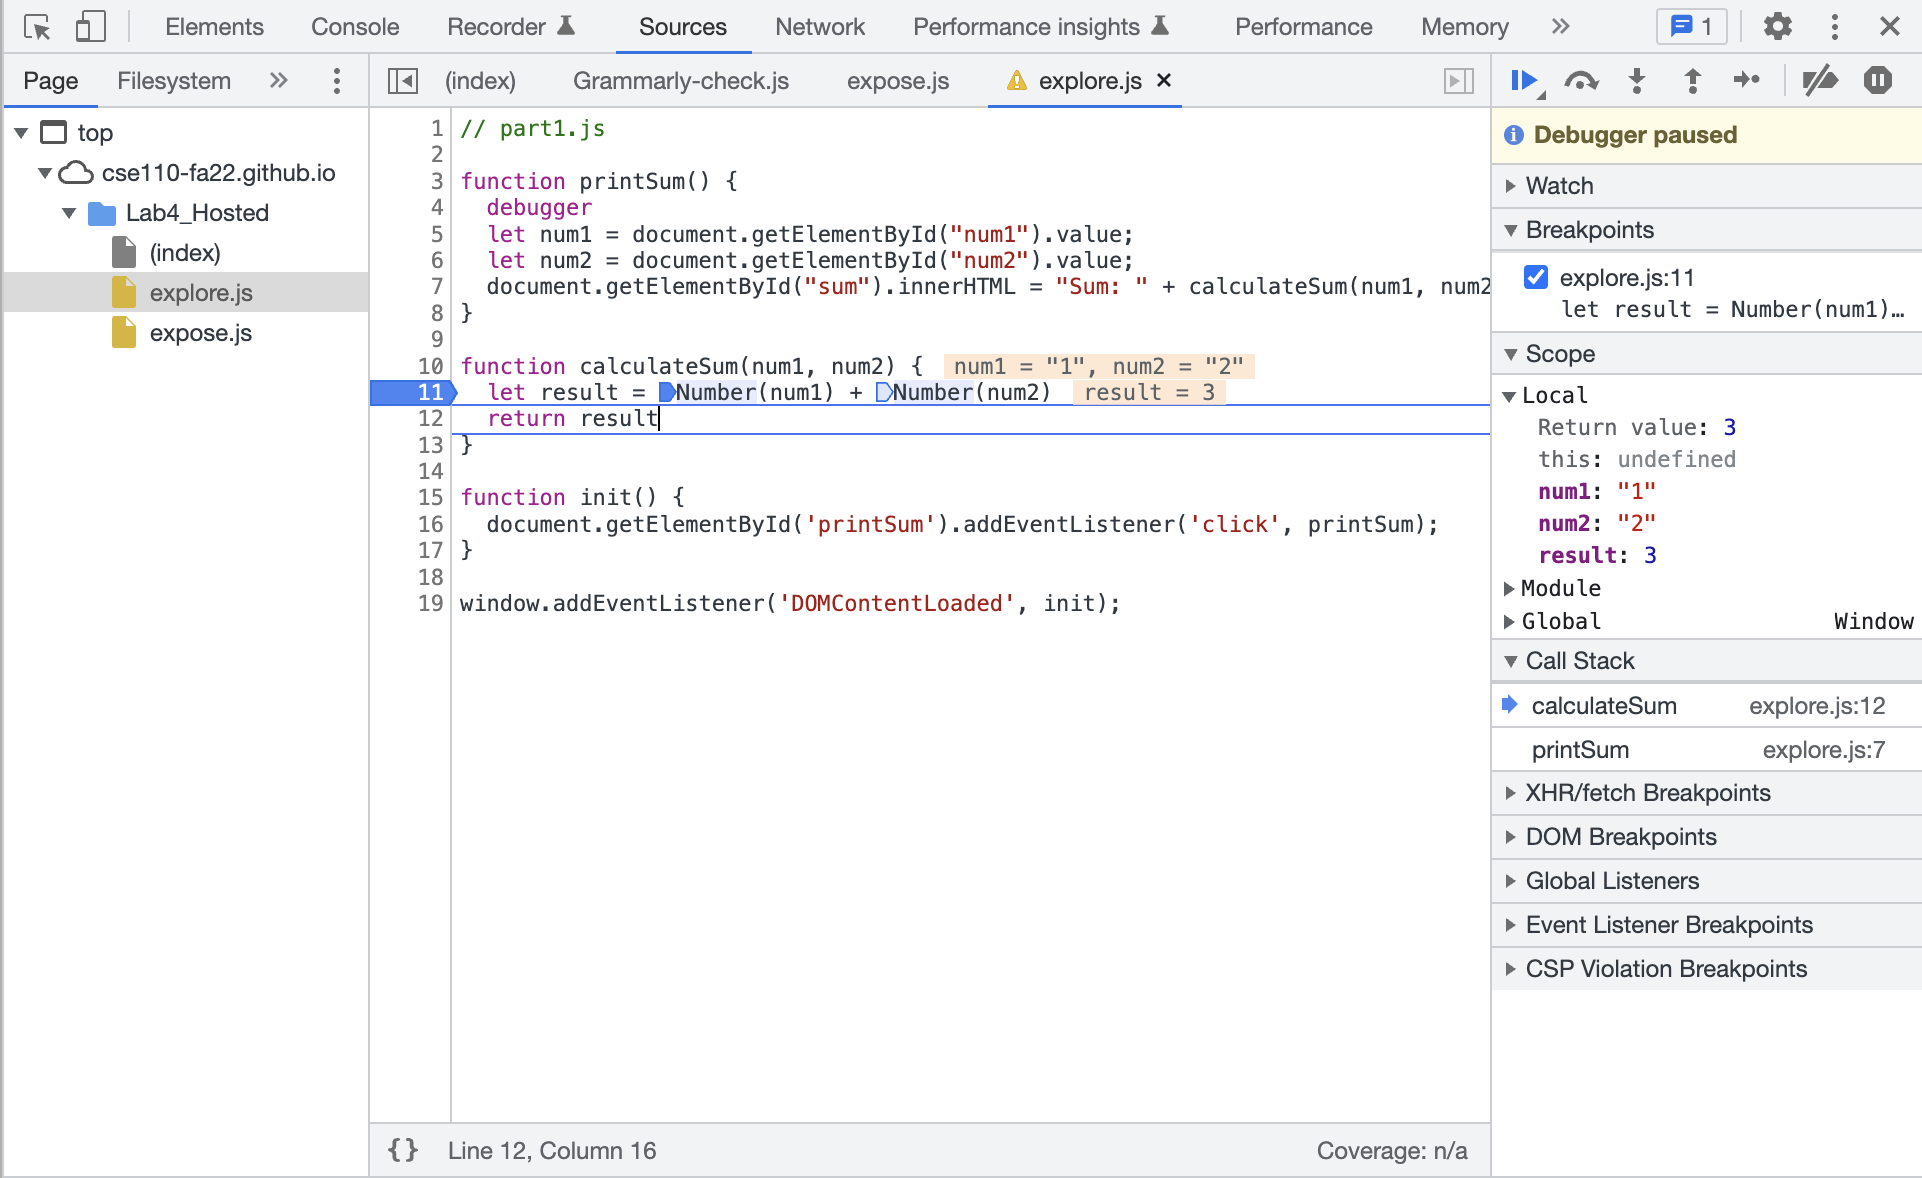 Elements Console Recorder Sources Network Performance insights Performance Memory 1
Page Filesystem
(index) Grammarly-check.js expose.js explore.js
top
cse110-fa22.github.io
Lab4_Hosted
(index)
explore.js
expose.js
1 // part1.js
2
3 function printSum() {
4 debugger
5 let num1 = document.getElementById("num1").value;
6 let num2 = document.getElementById("num2").value;
7 document.getElementById("sum").innerHTML = "Sum: " + calculateSum(num1, num2
8 }
9
10 function calculateSum(num1, num2) { num1 = "1", num2 = "2"
11 let result = Number(num1) + Number(num2) result = 3
12 return result
13 }
14
15 function init() {
16 document.getElementById('printSum').addEventListener('click', printSum);
17 }
18
19 window.addEventListener('DOMContentLoaded', init);
{} Line 12, Column 16 Coverage: n/a
Debugger paused
Watch
Breakpoints
explore.js:11
let result = Number(num1)…
Scope
Local
Return value: 3
this: undefined
num1: "1"
num2: "2"
result: 3
Module
Global Window
Call Stack
calculateSum explore.js:12
printSum explore.js:7
XHR/fetch Breakpoints
DOM Breakpoints
Global Listeners
Event Listener Breakpoints
CSP Violation Breakpoints